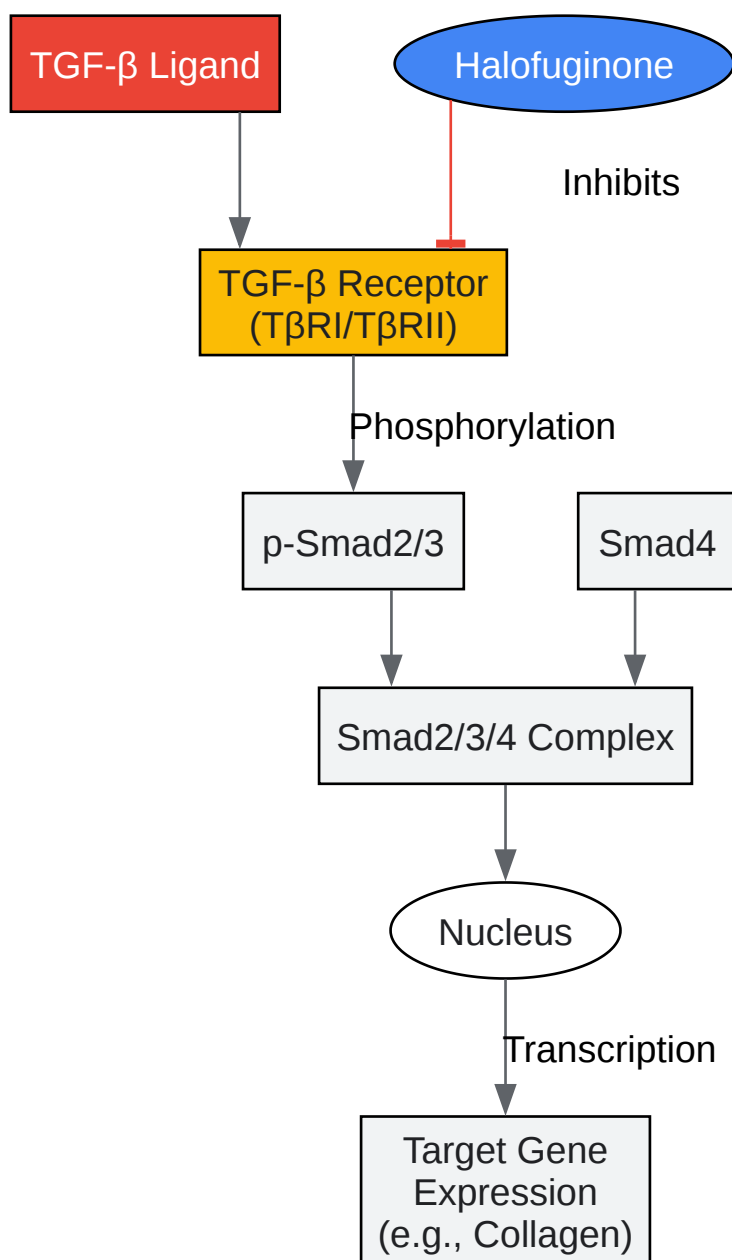 TGF-β Ligand
Halofuginone
Inhibits
TGF-β Receptor
(TβRI/TβRII)
Phosphorylation
p-Smad2/3
Smad4
Smad2/3/4 Complex
Nucleus
Transcription
Target Gene
Expression
(e.g., Collagen)